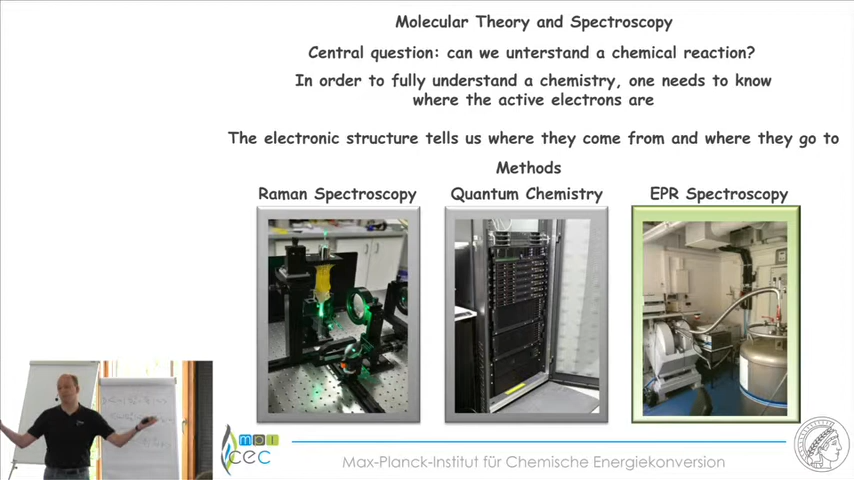 Molecular Theory and Spectroscopy
Central question: can we unterstand a chemical reaction?
In order to fully understand a chemistry, one needs to know
where the active electrons are
The electronic structure tells us where they come from and where they go to
Methods
Raman Spectroscopy
Quantum Chemistry
EPR Spectroscopy
mpi
cec
Max-Planck-Institut für Chemische Energiekonversion